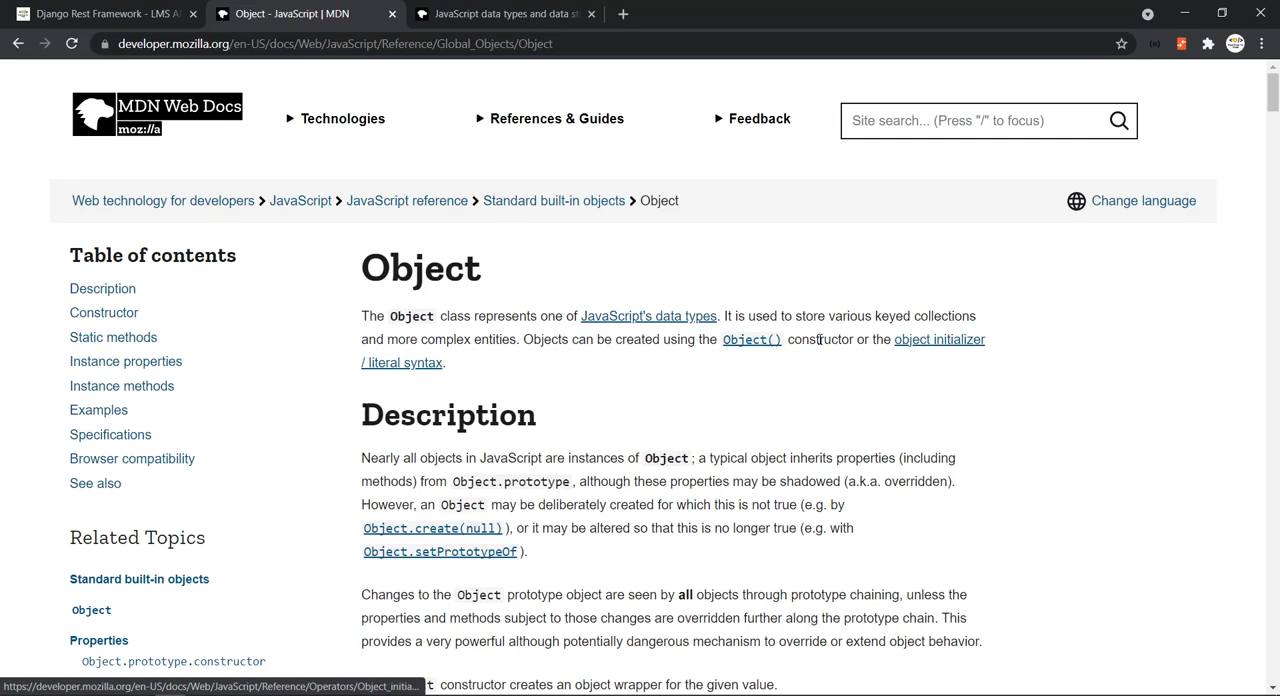 Django Rest Framework - LMS A
Object - JavaScript | MDN
JavaScript data types and data st
developer.mozilla.org/en-US/docs/Web/JavaScript/Reference/Global_Objects/Object
MDN Web Docs
moz://a
Technologies
References & Guides
Feedback
Site search... (Press "/" to focus)
Web technology for developers > JavaScript > JavaScript reference > Standard built-in objects > Object
Change language
Table of contents
Description
Constructor
Static methods
Instance properties
Instance methods
Examples
Specifications
Browser compatibility
See also
Related Topics
Standard built-in objects
Object
Properties
Object.prototype.constructor
Object
The Object class represents one of JavaScript's data types. It is used to store various keyed collections
and more complex entities. Objects can be created using the Object() constructor or the object initializer
/ literal syntax.
Description
Nearly all objects in JavaScript are instances of Object; a typical object inherits properties (including
methods) from Object.prototype, although these properties may be shadowed (a.k.a. overridden).
However, an Object may be deliberately created for which this is not true (e.g. by
Object.create(null)), or it may be altered so that this is no longer true (e.g. with
Object.setPrototypeOf).
Changes to the Object prototype object are seen by all objects through prototype chaining, unless the
properties and methods subject to those changes are overridden further along the prototype chain. This
provides a very powerful although potentially dangerous mechanism to override or extend object behavior.
t constructor creates an object wrapper for the given value.
https://developer.mozilla.org/en-US/docs/Web/JavaScript/Reference/Operators/Object_initia...